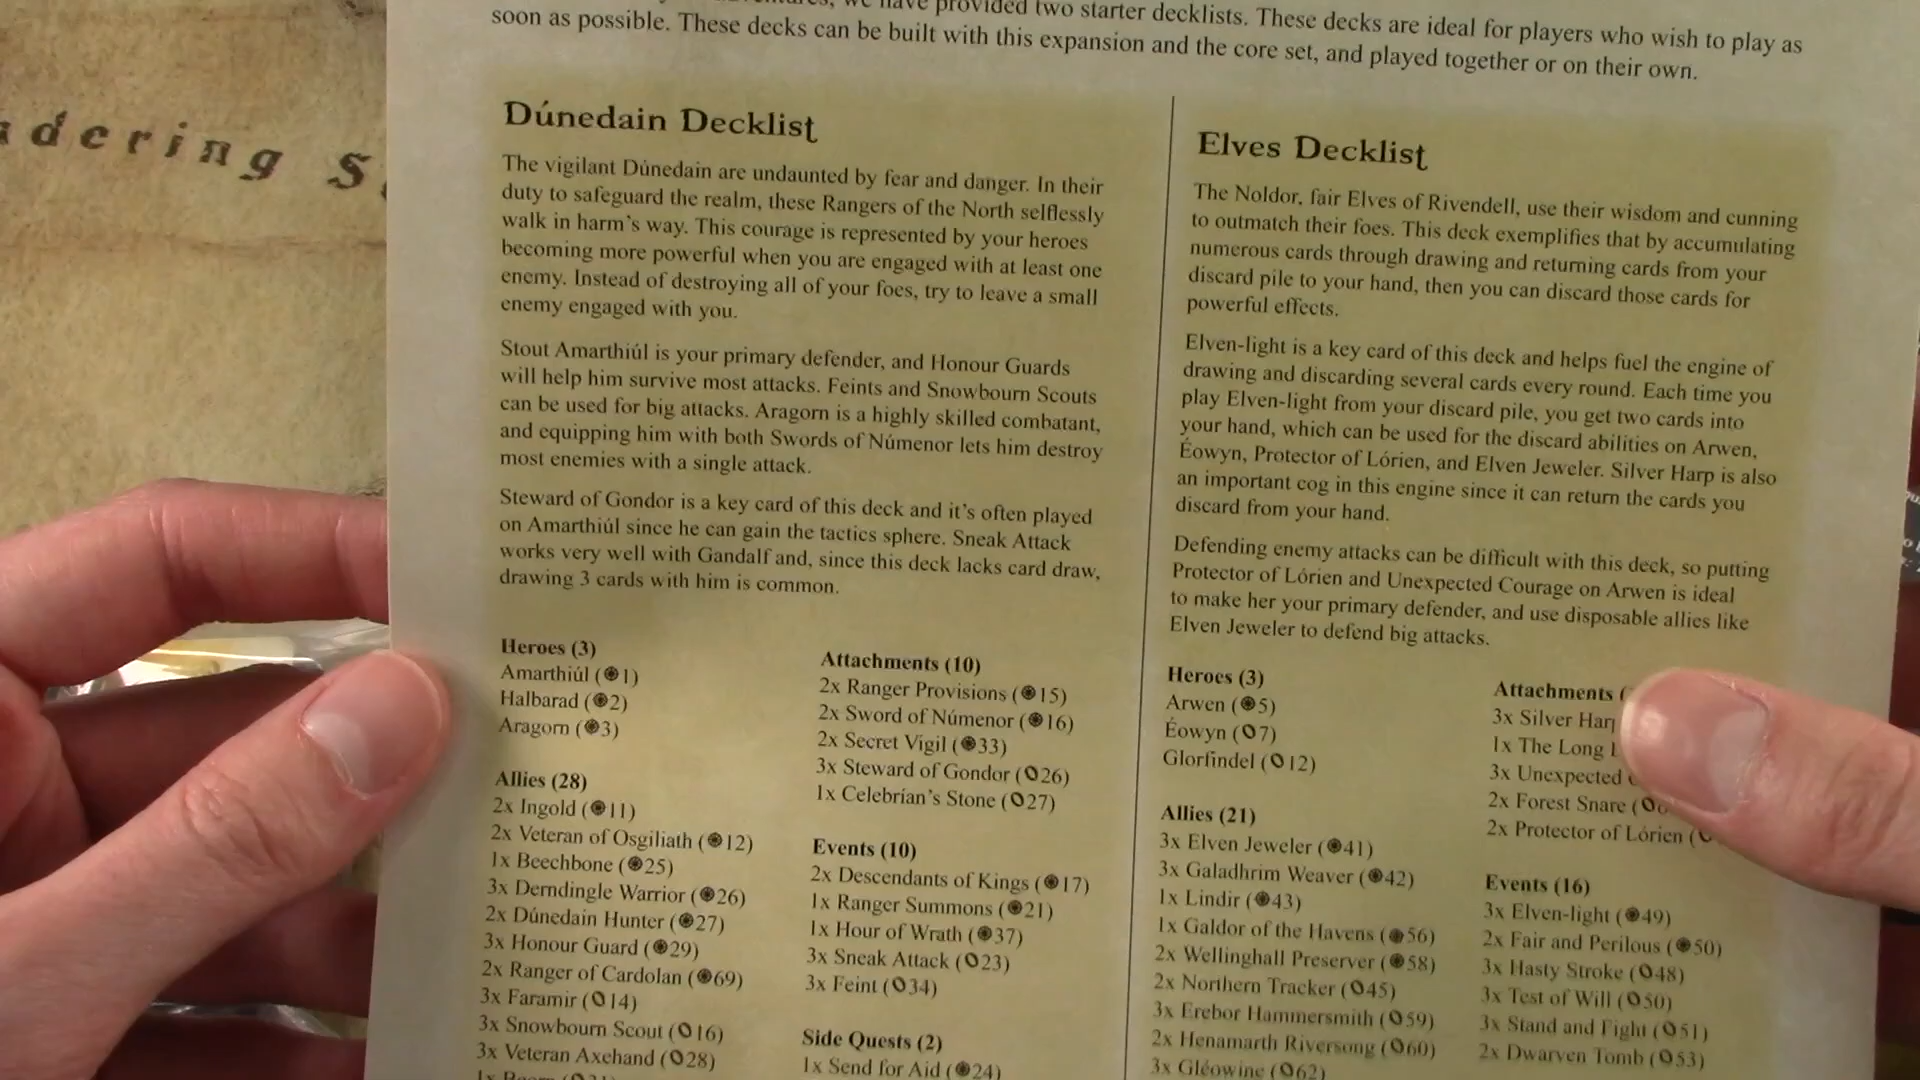 have provided two starter decklists. These decks are ideal for players who wish to play as
soon as possible. These decks can be built with this expansion and the core set, and played together or on their own.
dering S
Dúnedain Decklist
The vigilant Dúnedain are undaunted by fear and danger. In their
duty to safeguard the realm, these Rangers of the North selflessly
walk in harm's way. This courage is represented by your heroes
becoming more powerful when you are engaged with at least one
enemy. Instead of destroying all of your foes, try to leave a small
enemy engaged with you.
Stout Amarthiúl is your primary defender, and Honour Guards
will help him survive most attacks. Feints and Snowbourn Scouts
can be used for big attacks. Aragorn is a highly skilled combatant,
and equipping him with both Swords of Númenor lets him destroy
most enemies with a single attack.
Steward of Gondor is a key card of this deck and it's often played
on Amarthiúl since he can gain the tactics sphere. Sneak Attack
works very well with Gandalf and, since this deck lacks card draw,
drawing 3 cards with him is common.
Heroes (3)
Amarthiúl (1)
Halbarad (2)
Aragorn (3)
Allies (28)
2x Ingold (11)
2x Veteran of Osgiliath (12)
1x Beechbone (25)
3x Derndingle Warrior (26)
2x Dúnedain Hunter (27)
3x Honour Guard (29)
2x Ranger of Cardolan (69)
3x Faramir (14)
3x Snowbourn Scout (16)
3x Veteran Axehand (28)
Attachments (10)
2x Ranger Provisions (15)
2x Sword of Númenor (16)
2x Secret Vigil (33)
3x Steward of Gondor (26)
1x Celebrían's Stone (27)
Events (10)
2x Descendants of Kings (17)
1x Ranger Summons (21)
1x Hour of Wrath (37)
3x Sneak Attack (23)
3x Feint (34)
Side Quests (2)
1x Send for Aid (24)
Elves Decklist
The Noldor, fair Elves of Rivendell, use their wisdom and cunning
to outmatch their foes. This deck exemplifies that by accumulating
numerous cards through drawing and returning cards from your
discard pile to your hand, then you can discard those cards for
powerful effects.
Elven-light is a key card of this deck and helps fuel the engine of
drawing and discarding several cards every round. Each time you
play Elven-light from your discard pile, you get two cards into
your hand, which can be used for the discard abilities on Arwen,
Éowyn, Protector of Lórien, and Elven Jeweler. Silver Harp is also
an important cog in this engine since it can return the cards you
discard from your hand.
Defending enemy attacks can be difficult with this deck, so putting
Protector of Lórien and Unexpected Courage on Arwen is ideal
to make her your primary defender, and use disposable allies like
Elven Jeweler to defend big attacks.
Heroes (3)
Arwen (5)
Éowyn (7)
Glorfindel (12)
Allies (21)
3x Elven Jeweler (41)
3x Galadhrim Weaver (42)
1x Lindir (43)
1x Galdor of the Havens (56)
2x Wellinghall Preserver (58)
2x Northern Tracker (45)
3x Erebor Hammersmith (59)
2x Henamarth Riversong (60)
3x Gléowine (62)
Attachments (
3x Silver Harp
1x The Long
3x Unexpected
2x Forest Snare (
2x Protector of Lórien (
Events (16)
3x Elven-light (49)
2x Fair and Perilous (50)
3x Hasty Stroke (48)
3x Test of Will (50)
3x Stand and Fight (51)
2x Dwarven Tomb (53)